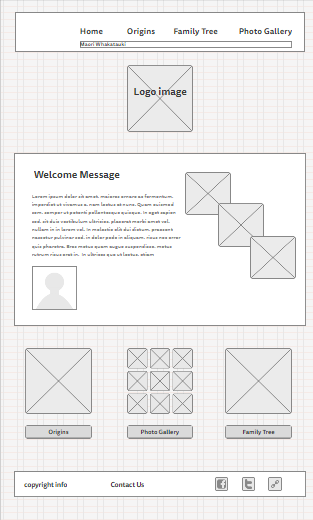 Home Origins Family Tree Photo Gallery
Maori Whakatauki
Logo image
Welcome Message
Lorem ipsum dolor sit amet, maiores ornare ac fermentum,
imperdiet ut vivamus a, nam lectus at nunc. Quam euismod
sem, semper ut potenti pellentesque quisque. In eget sapien
sed, sit duis vestibulum ultricies, placerat morbi amet vel,
nullam in in lorem vel. In molestie elit dui dictum, praesent
nascetur pulvinar sed, in dolor pede in aliquam, risus nec error
quis pharetra. Eros metus quam augue suspendisse, metus
rutrum risus erat in. In ultrices quo ut lectus, etiam
Origins Photo Gallery Family Tree
copyright info Contact Us